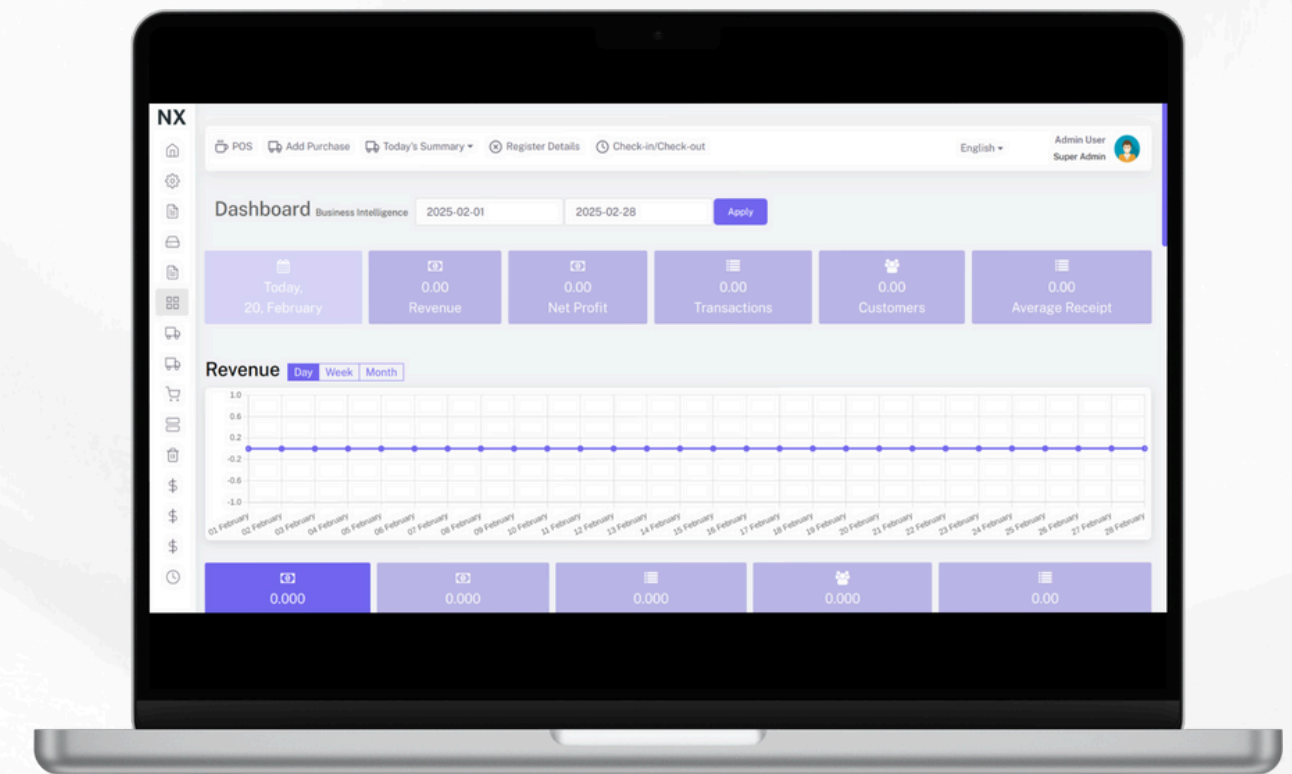 NX
POS Add Purchase Today's Summary Register Details Check-in/Check-out English Admin User
Super Admin
Dashboard Business Intelligence 2025-02-01 2025-02-28 Apply
Today,
20, February
0.00
Revenue
0.00
Net Profit
0.00
Transactions
0.00
Customers
0.00
Average Receipt
Revenue Day Week Month
1.0
0.6
0.2
-0.2
-0.6
-1.0
01 February 02 February 03 February 04 February 05 February 06 February 07 February 08 February 09 February 10 February 11 February 12 February 13 February 14 February 15 February 16 February 17 February 18 February 19 February 20 February 21 February 22 February 23 February 24 February 25 February 26 February 27 February 28 February
0.000 0.000 0.000 0.000 0.00